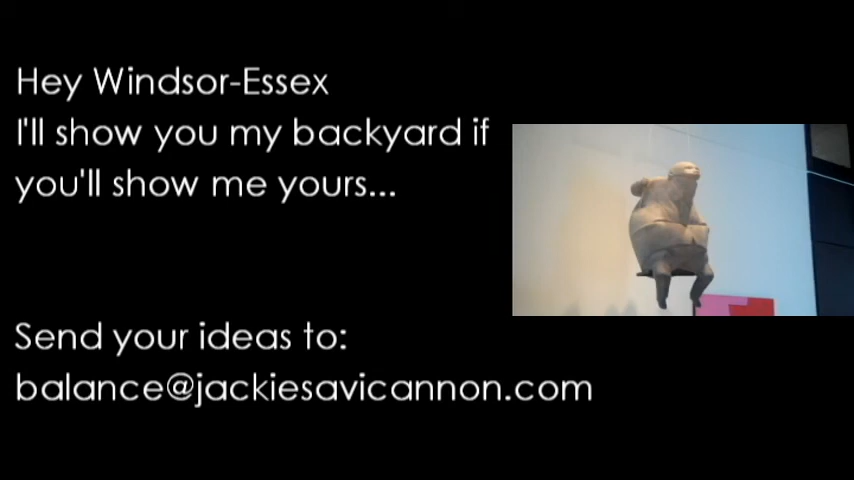 Hey Windsor-Essex
I'll show you my backyard if
you'll show me yours...
Send your ideas to:
balance@jackiesavicannon.com